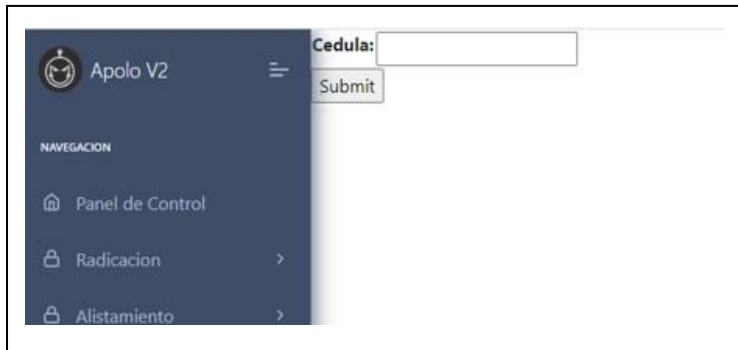 Apolo V2
NAVEGACION
Panel de Control
Radicacion
Alistamiento
Cedula:
Submit